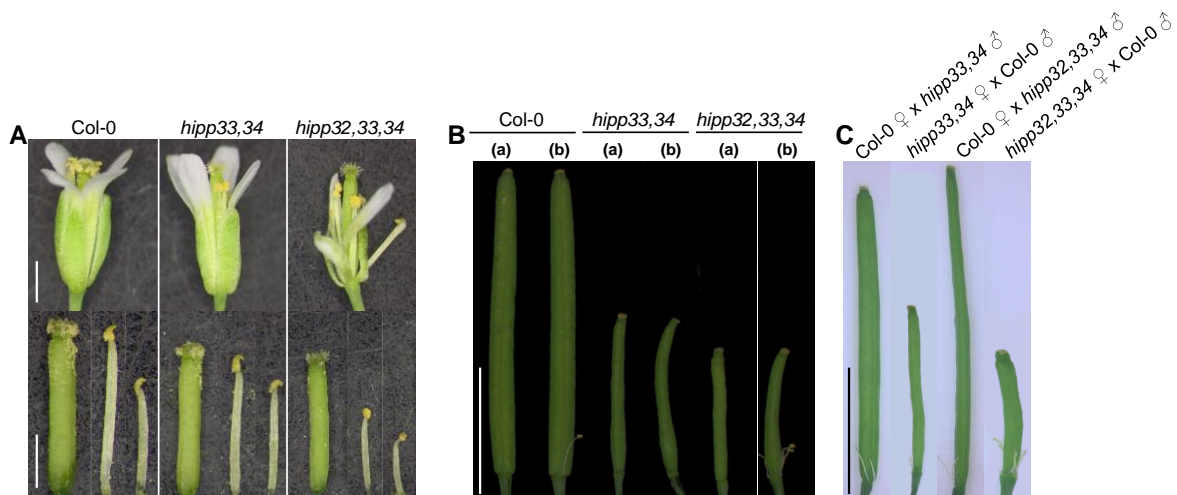 A
Col-0
hipp33,34
hipp32,33,34
B
Col-0
hipp33,34
hipp32,33,34
(a)
(b)
(a)
(b)
(a)
(b)
C
Col-0 ♀ x hipp33,34 ♂
hipp33,34 ♀ x Col-0 ♂
Col-0 ♀ x hipp32,33,34 ♂
hipp32,33,34 ♀ x Col-0 ♂